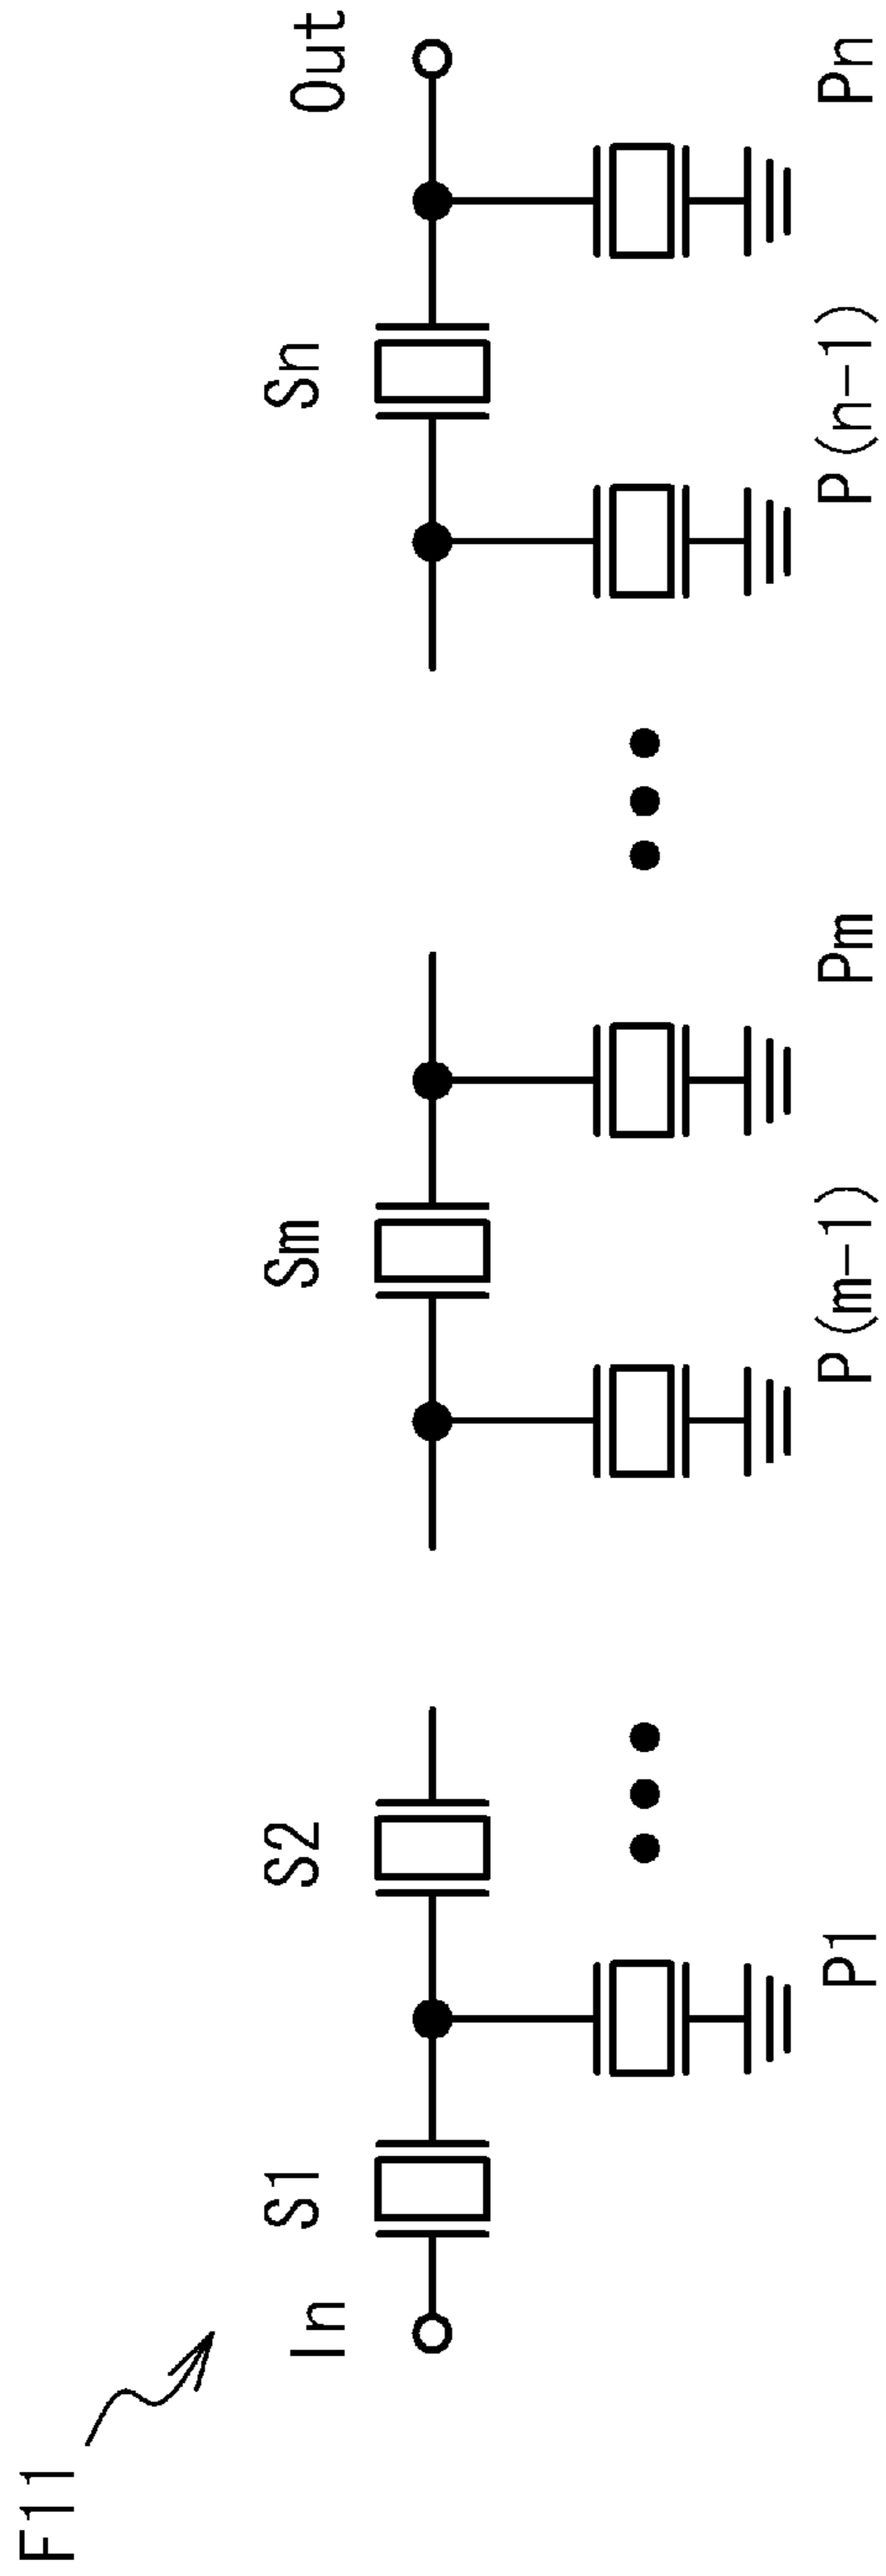 F11
In
S1
S2
Sm
Sn
Out
P1
P(m-1)
Pm
P(n-1)
Pn